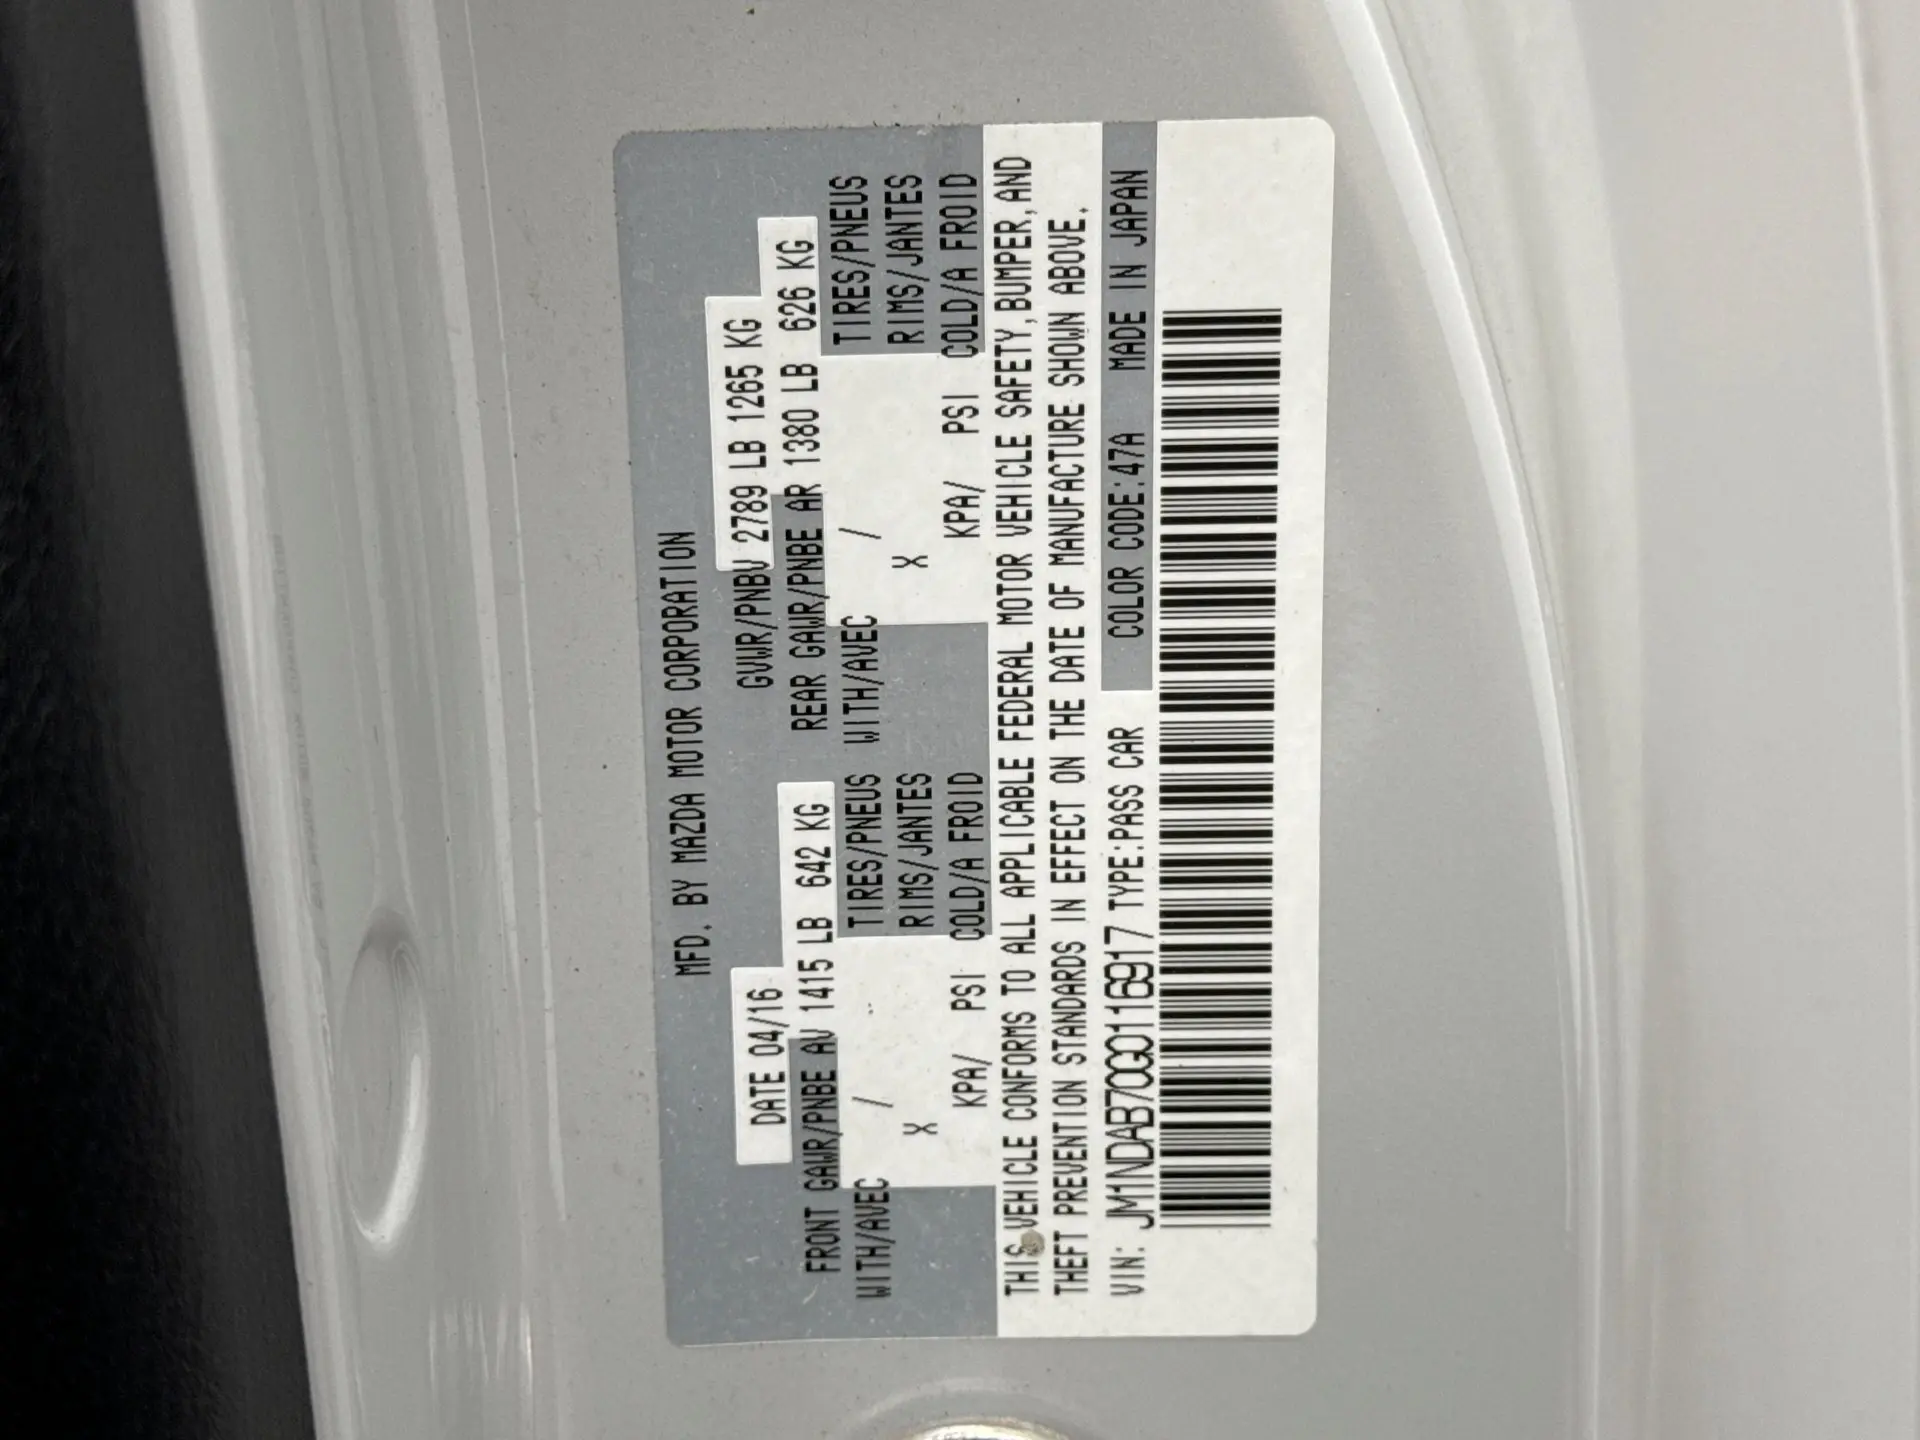 MFD. BY MAZDA MOTOR CORPORATION
DATE 04/16 GVWR/PNBV 2789 LB 1265 KG
FRONT GAWR/PNBE AV 1415 LB 642 KG REAR GAWR/PNBE AR 1380 LB 626 KG
WITH/AVEC / TIRES/PNEUS WITH/AVEC / TIRES/PNEUS
X RIMS/JANTES X RIMS/JANTES
KPA/ PSI COLD/A FROID KPA/ PSI COLD/A FROID
THIS VEHICLE CONFORMS TO ALL APPLICABLE FEDERAL MOTOR VEHICLE SAFETY,BUMPER,AND
THEFT PREVENTION STANDARDS IN EFFECT ON THE DATE OF MANUFACTURE SHOWN ABOVE.
VIN: JM1NDAB70G0116917 TYPE:PASS CAR COLOR CODE:47A MADE IN JAPAN